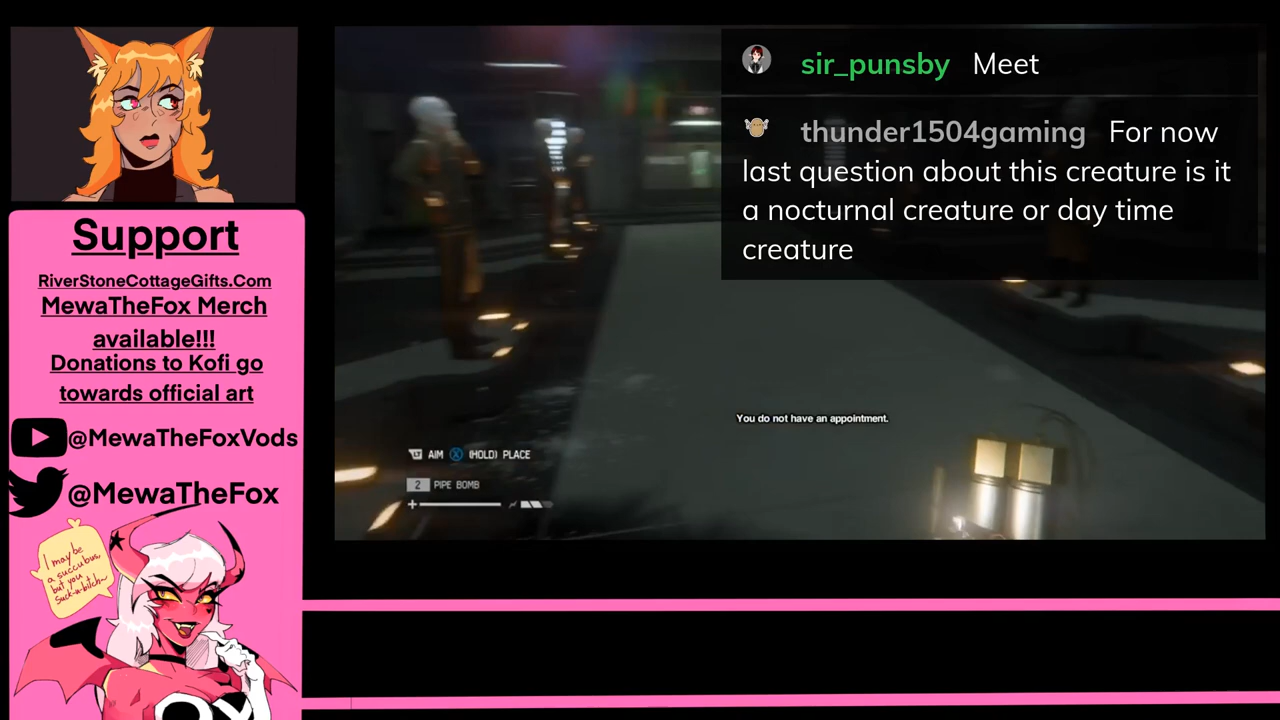 Support
RiverStoneCottageGifts.Com
MewaTheFox Merch
available!!!
Donations to Kofi go
towards official art
@MewaTheFoxVods
@MewaTheFox
I may be
a succubus,
but you
suck-a-bitch~
sir_punsby Meet
thunder1504gaming For now
last question about this creature is it
a nocturnal creature or day time
creature
You do not have an appointment.
LT AIM X (HOLD) PLACE
2 PIPE BOMB